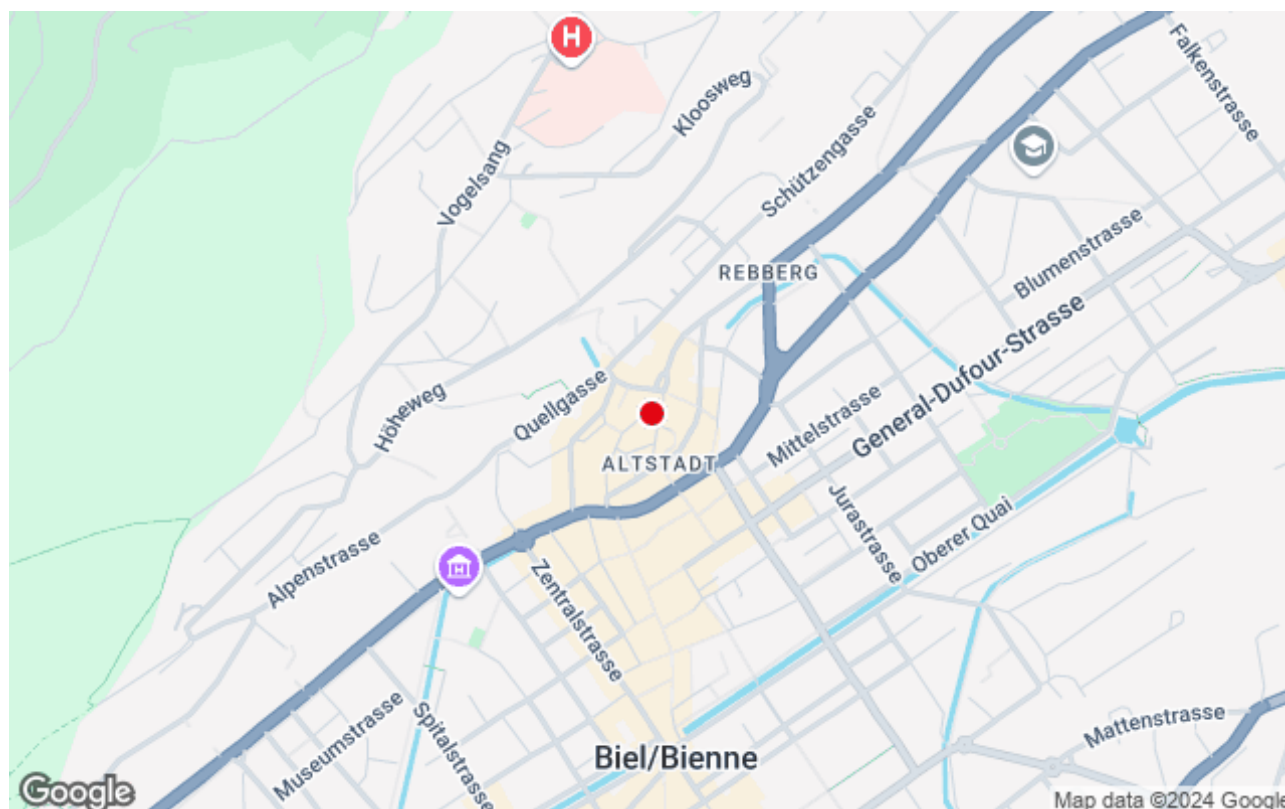 H
Falkenstrasse
Kloosweg
Vogelsang
Schützengasse
REBBERG
Blumenstrasse
General-Dufour-Strasse
Höheweg
Quellgasse
Mittelstrasse
ALTSTADT
Jurastrasse
Oberer Quai
Alpenstrasse
Zentralstrasse
Museumstrasse
Spitalstrasse
Mattenstrasse
Biel/Bienne
Google
Map data ©2024 Google